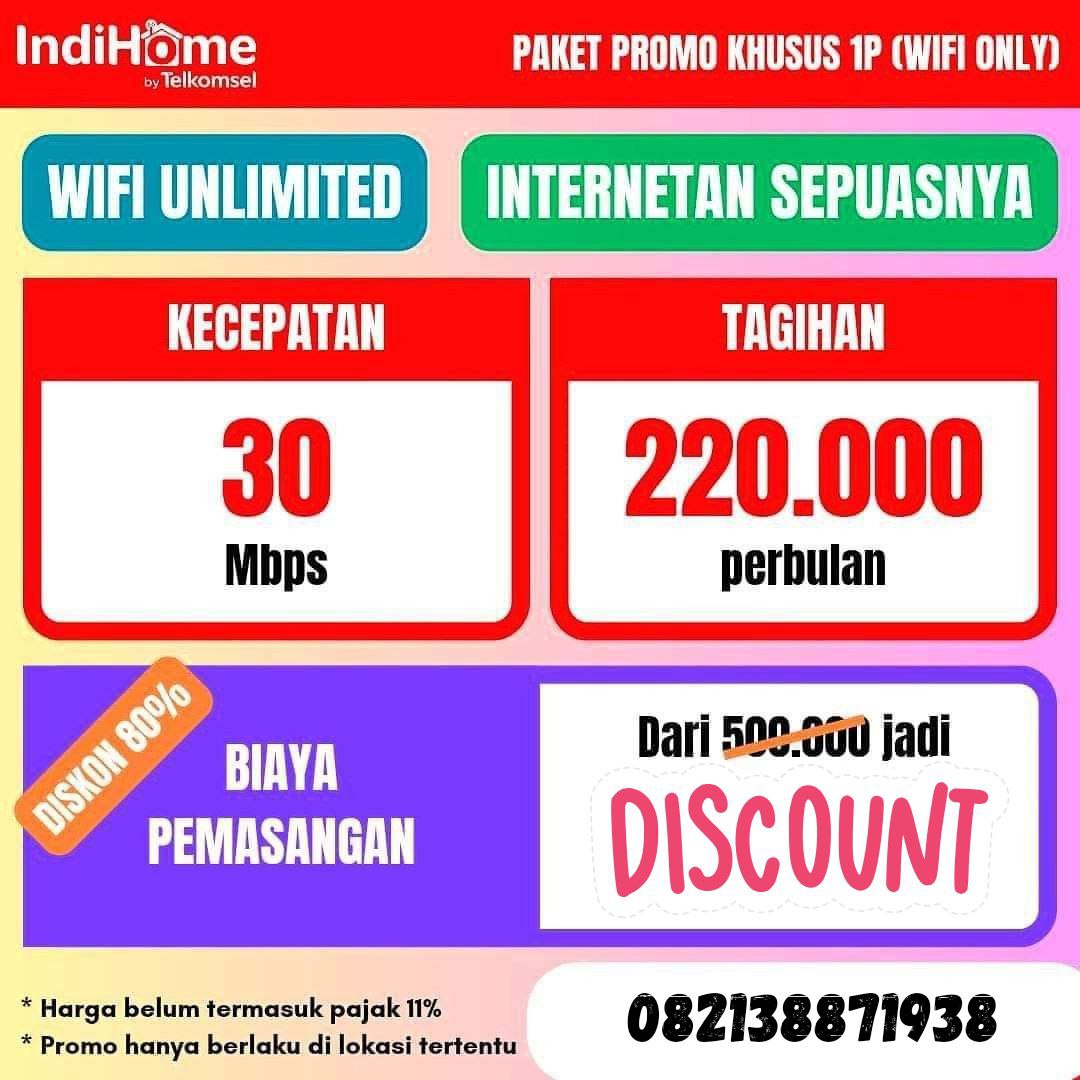 IndiHome
by Telkomsel
PAKET PROMO KHUSUS 1P (WIFI ONLY)
WIFI UNLIMITED
INTERNETAN SEPUASNYA
KECEPATAN
30
Mbps
TAGIHAN
220.000
perbulan
DISKON 80%
BIAYA
PEMASANGAN
Dari 500.000 jadi
DISCOUNT
* Harga belum termasuk pajak 11%
* Promo hanya berlaku di lokasi tertentu
082138871938